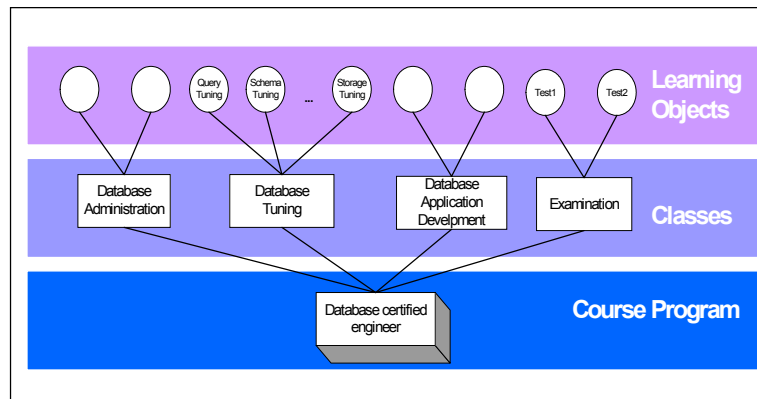 Query
Tuning
Schema
Tuning
...
Storage
Tuning
Test1
Test2
Learning
Objects
Database
Administration
Database
Tuning
Database
Application
Develpment
Examination
Classes
Database certified
engineer
Course Program